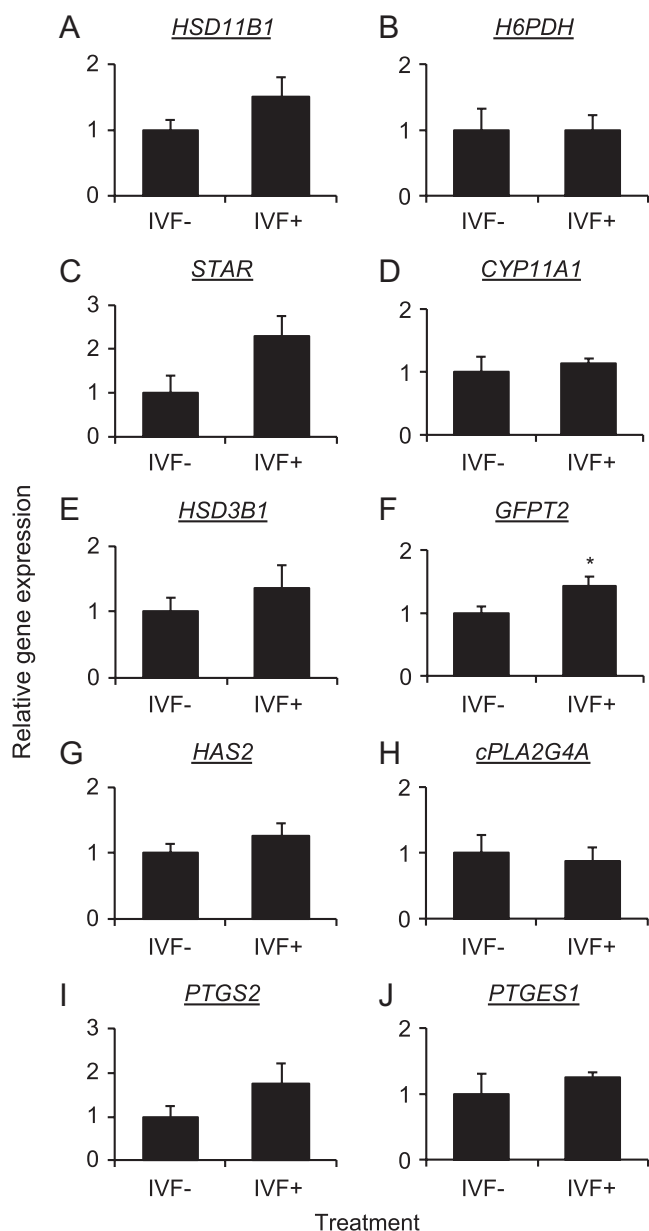 A HSD11B1
2
1
0
IVF- IVF+
B H6PDH
2
1
0
IVF- IVF+
C STAR
3
2
1
0
IVF- IVF+
D CYP11A1
2
1
0
IVF- IVF+
E HSD3B1
2
1
0
IVF- IVF+
F GFPT2
2
1
0
*
IVF- IVF+
G HAS2
2
1
0
IVF- IVF+
H cPLA2G4A
2
1
0
IVF- IVF+
I PTGS2
3
2
1
0
IVF- IVF+
J PTGES1
2
1
0
IVF- IVF+
Relative gene expression
Treatment